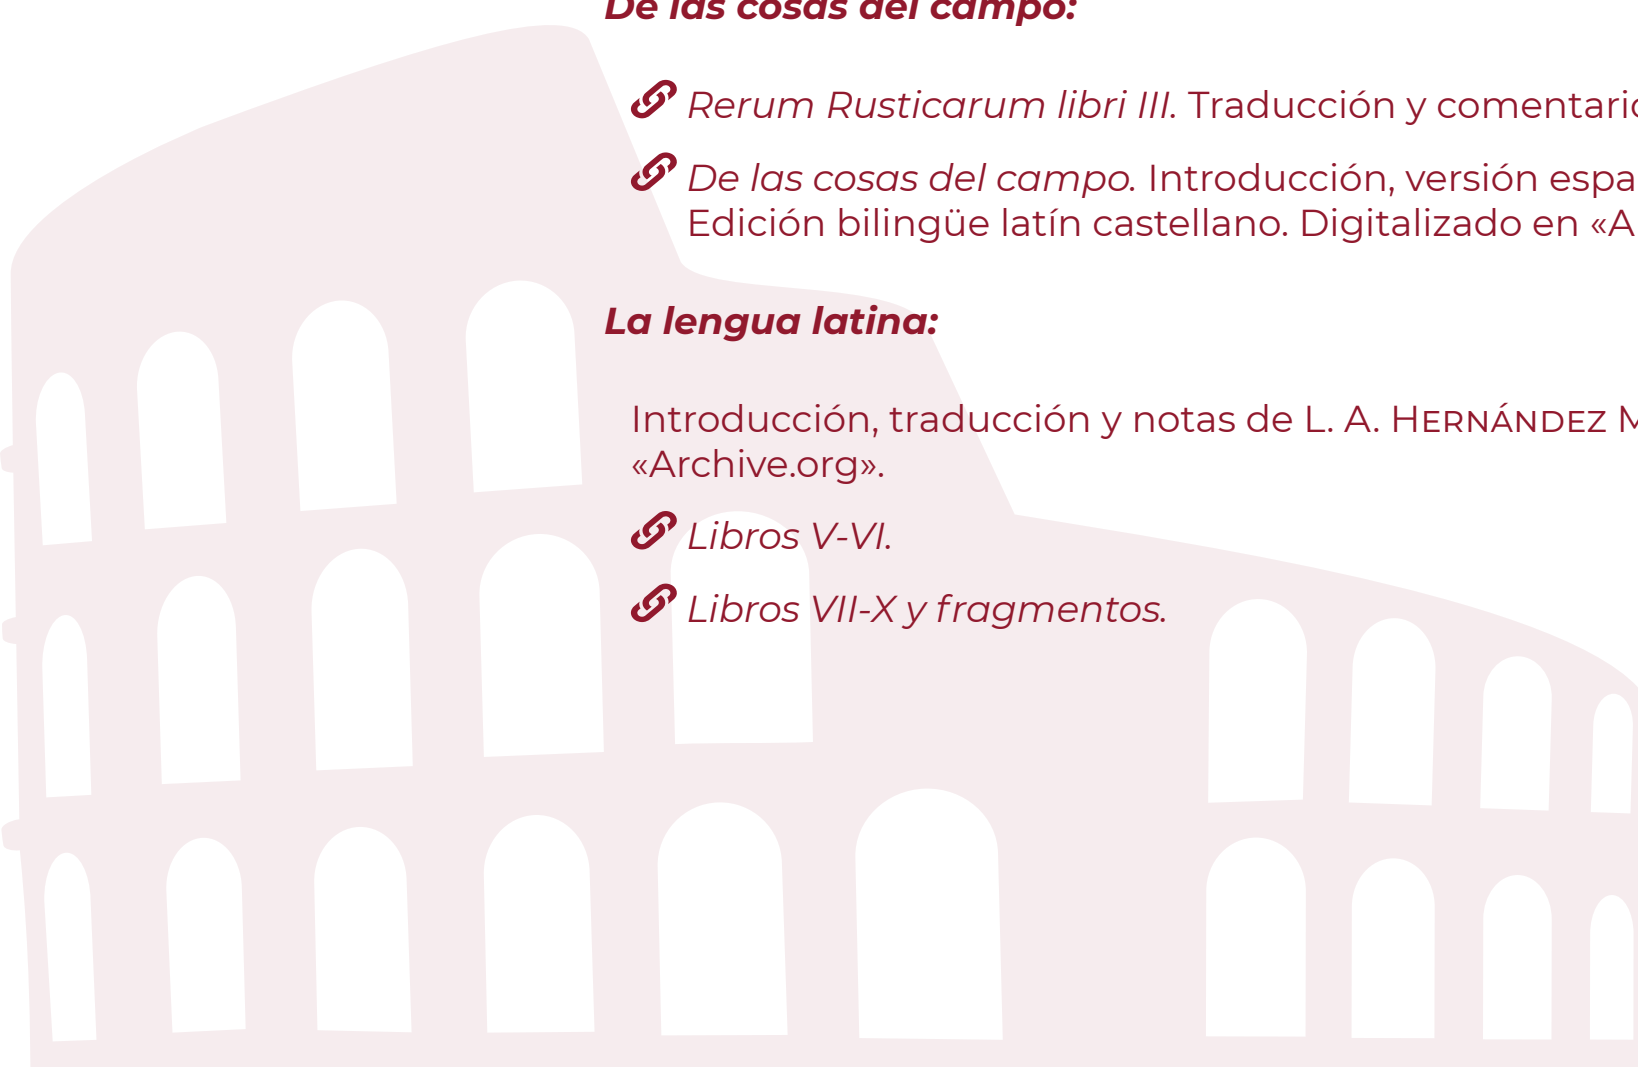 De las cosas del campo:
Rerum Rusticarum libri III. Traducción y comentario
De las cosas del campo. Introducción, versión espa
Edición bilingüe latín castellano. Digitalizado en «A
La lengua latina:
Introducción, traducción y notas de L. A. HERNÁNDEZ M
«Archive.org».
Libros V-VI.
Libros VII-X y fragmentos.